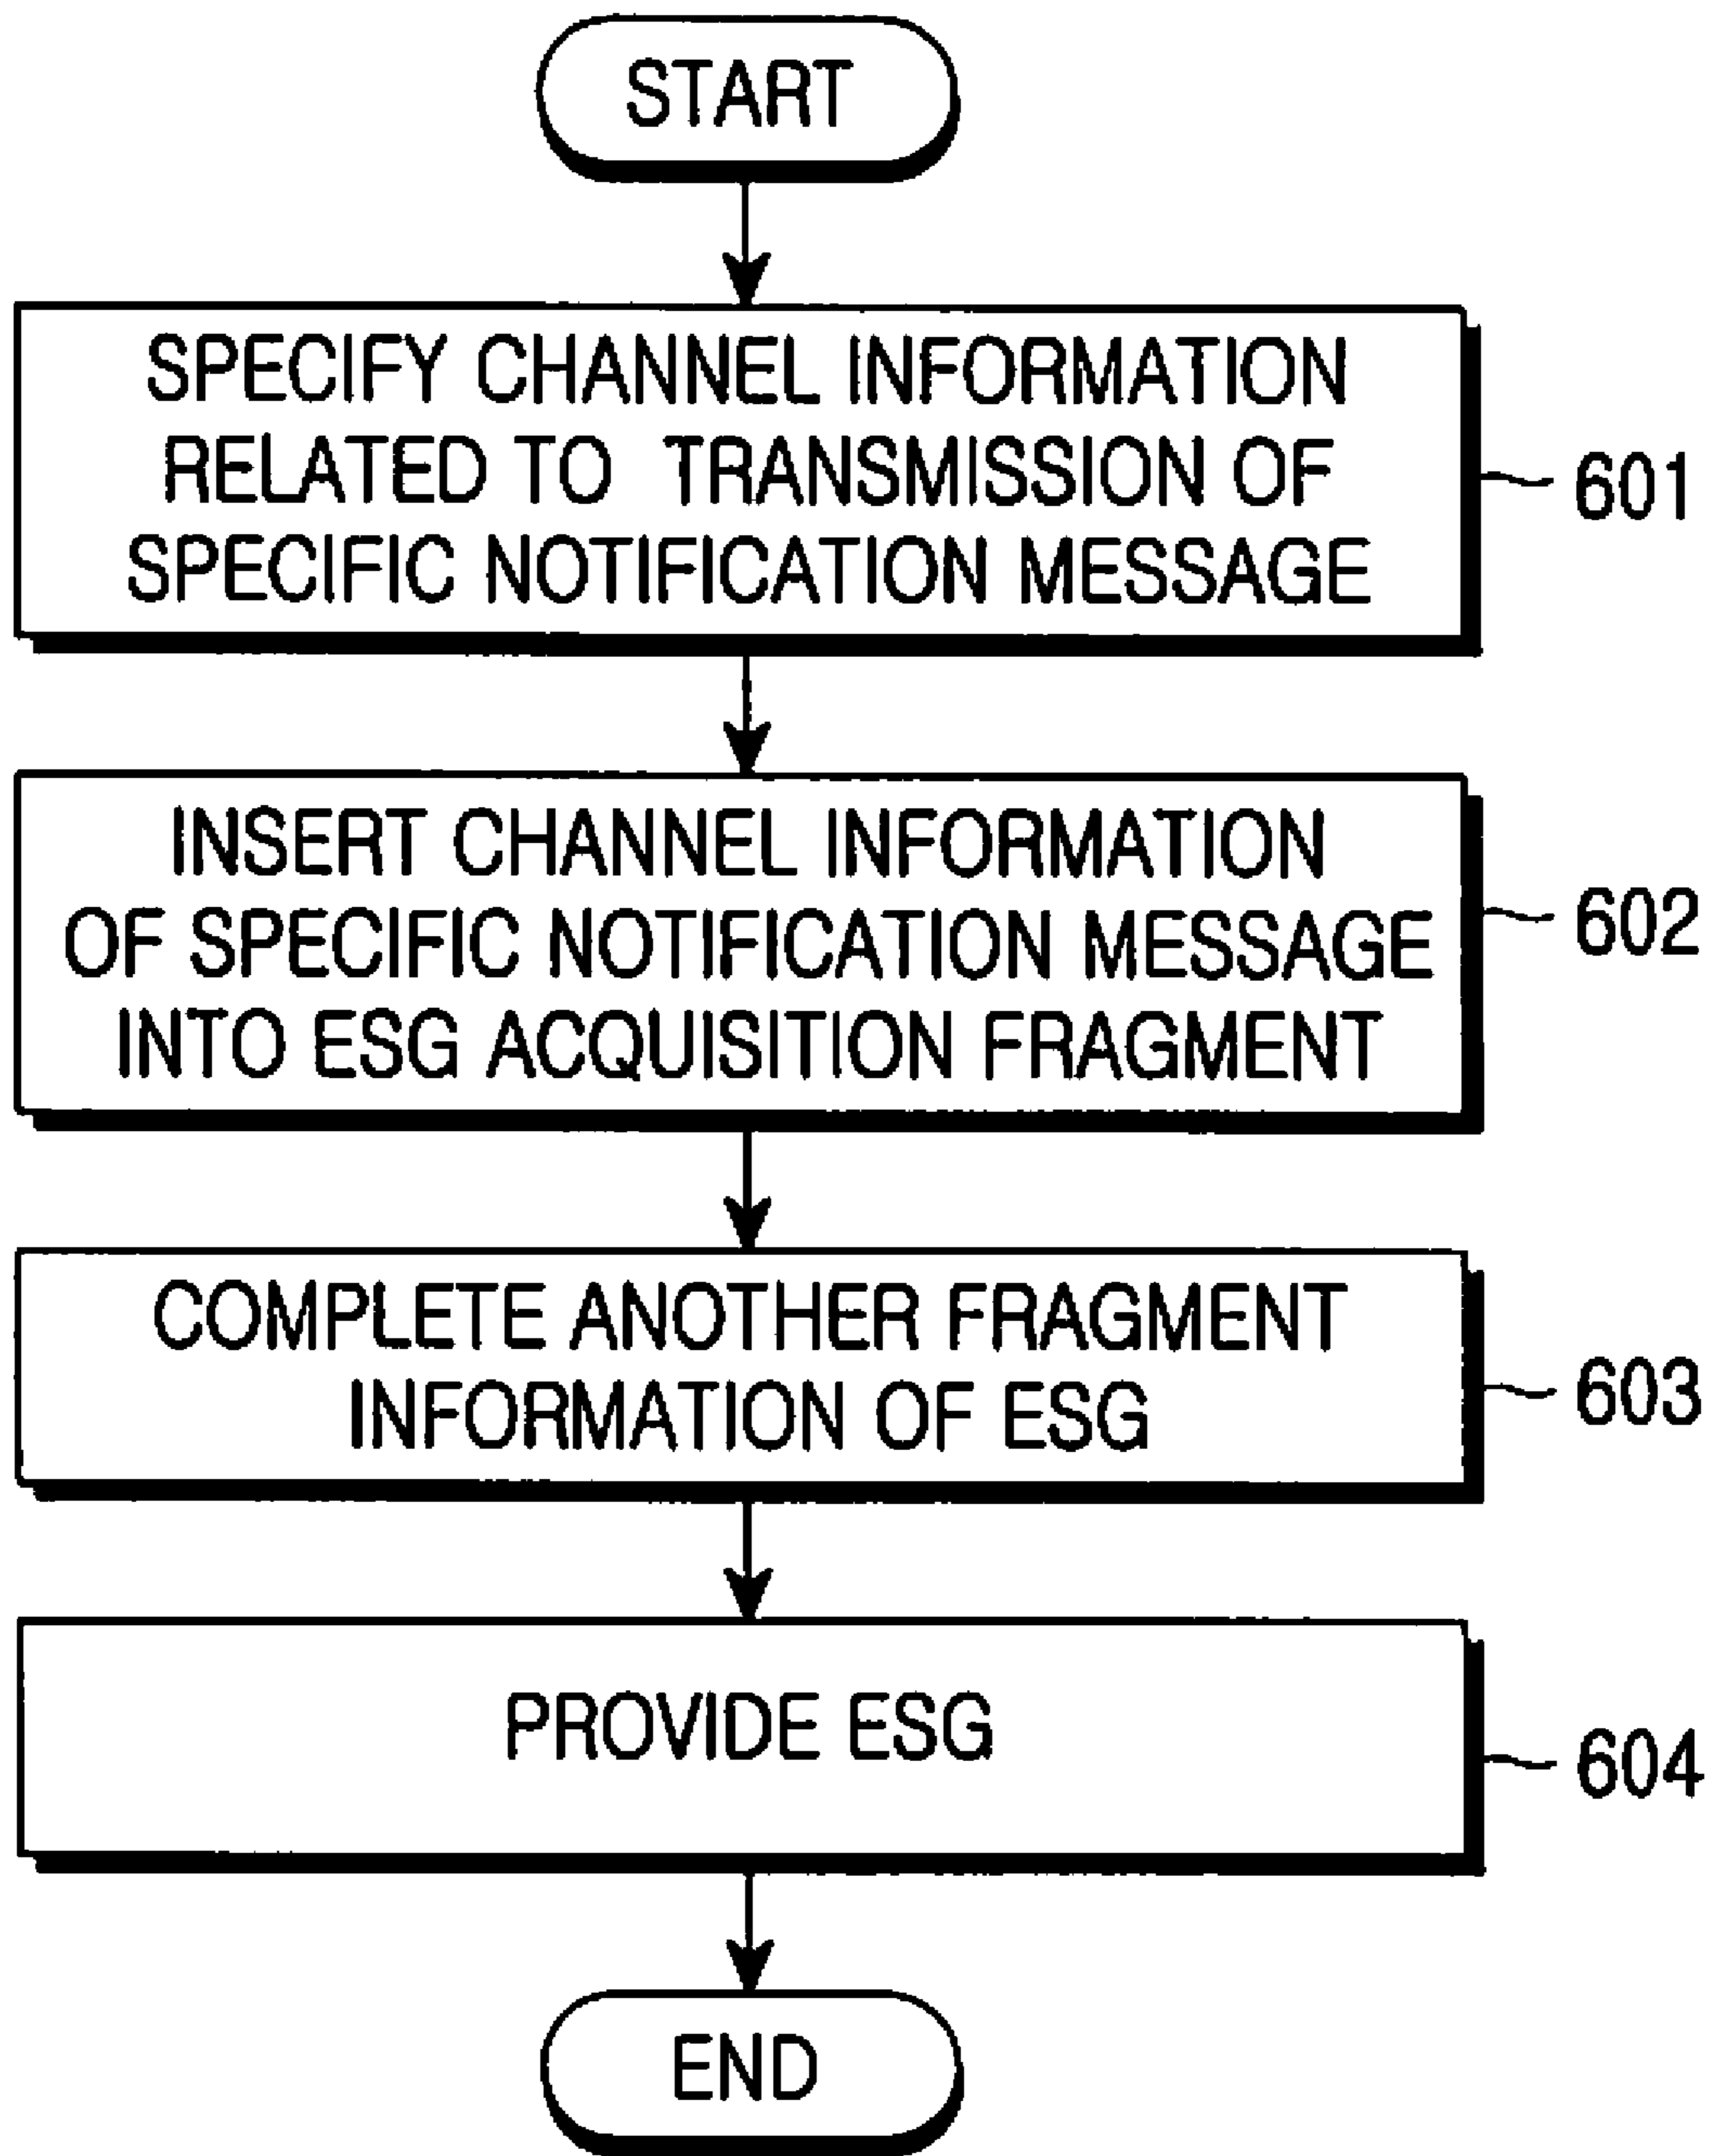 START
SPECIFY CHANNEL INFORMATION
RELATED TO TRANSMISSION OF
SPECIFIC NOTIFICATION MESSAGE
601
INSERT CHANNEL INFORMATION
OF SPECIFIC NOTIFICATION MESSAGE
INTO ESG ACQUISITION FRAGMENT
602
COMPLETE ANOTHER FRAGMENT
INFORMATION OF ESG
603
PROVIDE ESG
604
END